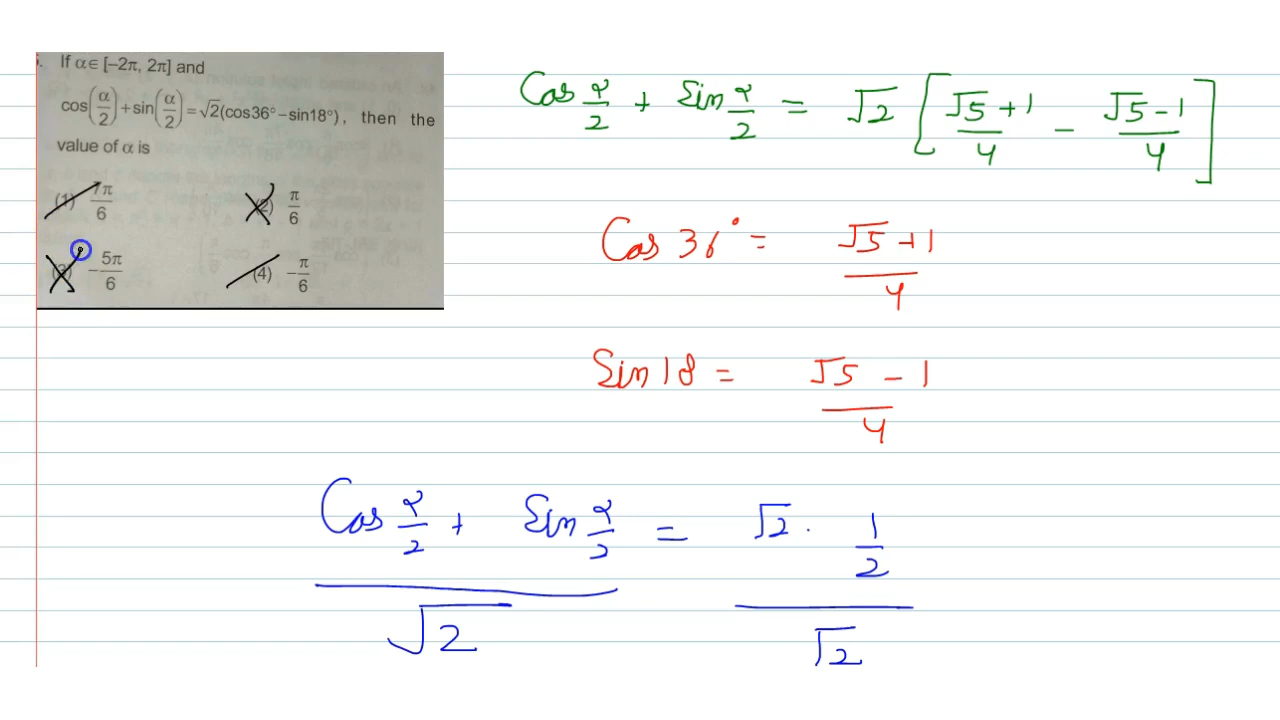 If α∈ [–2π, 2π] and
cos(α/2) + sin(α/2) = √2(cos36° – sin18°), then the
value of α is
(1) 7π/6
(2) π/6
(3) –5π/6
(4) –π/6
Cos α/2 + Sin α/2 = √2 [ (√5+1)/4 – (√5-1)/4 ]
Cos 36° = (√5+1)/4
Sin 18 = (√5 – 1)/4
(Cos α/2 + Sin α/2)/√2 = (√2 · 1/2)/√2